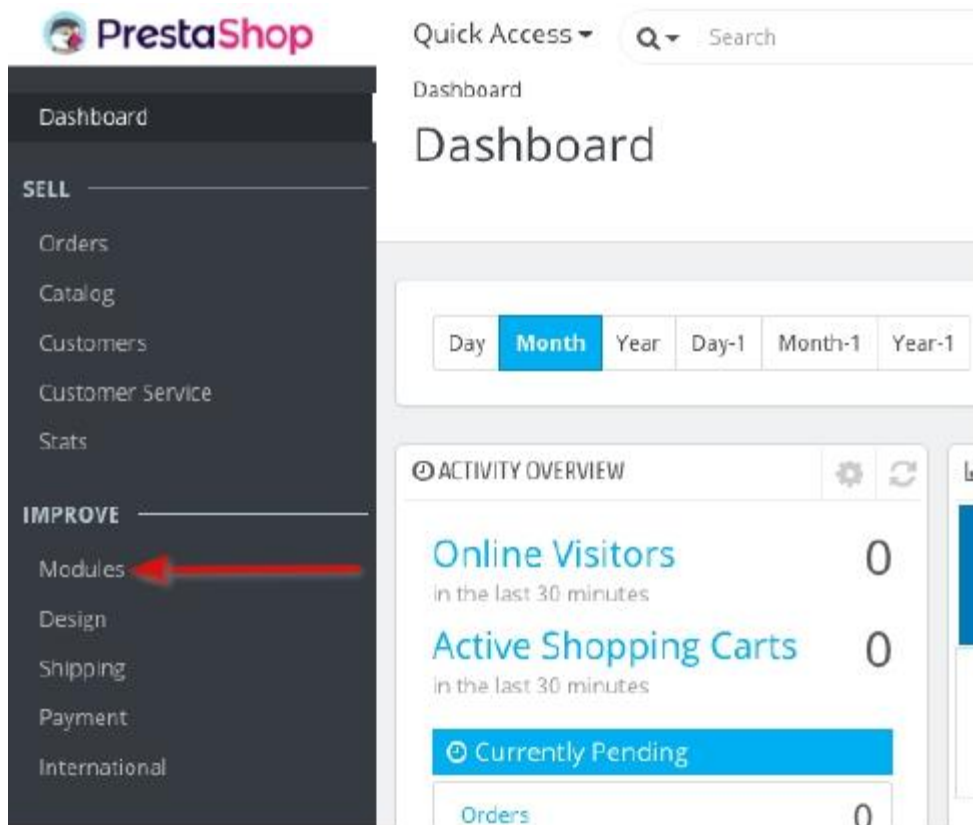 PrestaShop
Quick Access
Search
Dashboard
SELL
Orders
Catalog
Customers
Customer Service
Stats
IMPROVE
Modules
Design
Shipping
Payment
International
Dashboard
Dashboard
Day Month Year Day-1 Month-1 Year-1
ACTIVITY OVERVIEW
Online Visitors 0
in the last 30 minutes
Active Shopping Carts 0
in the last 30 minutes
Currently Pending
Orders 0